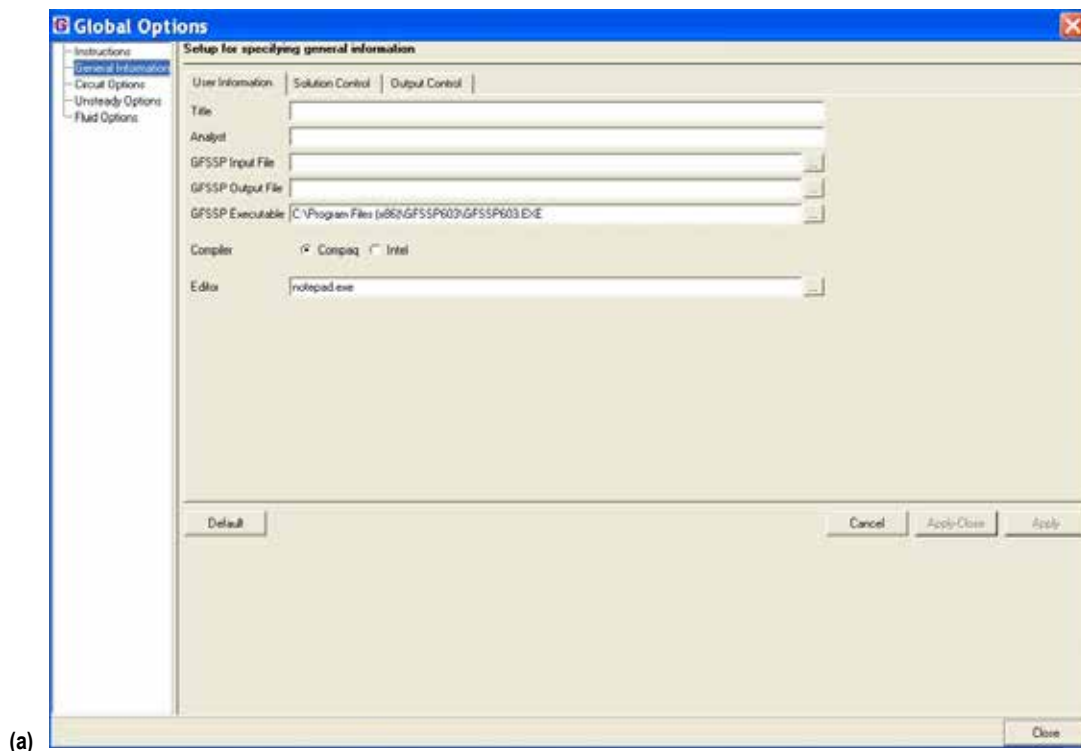 Global Options
Instructions
General Information
Circuit Options
Unsteady Options
Fluid Options
Setup for specifying general information
User Information Solution Control Output Control
Title
Analyst
GFSSP Input File ...
GFSSP Output File ...
GFSSP Executable C:\Program Files (x86)\GFSSP603\GFSSP603.EXE ...
Compiler Compaq Intel
Editor notepad.exe ...
Default Cancel Apply-Close Apply
Close
(a)